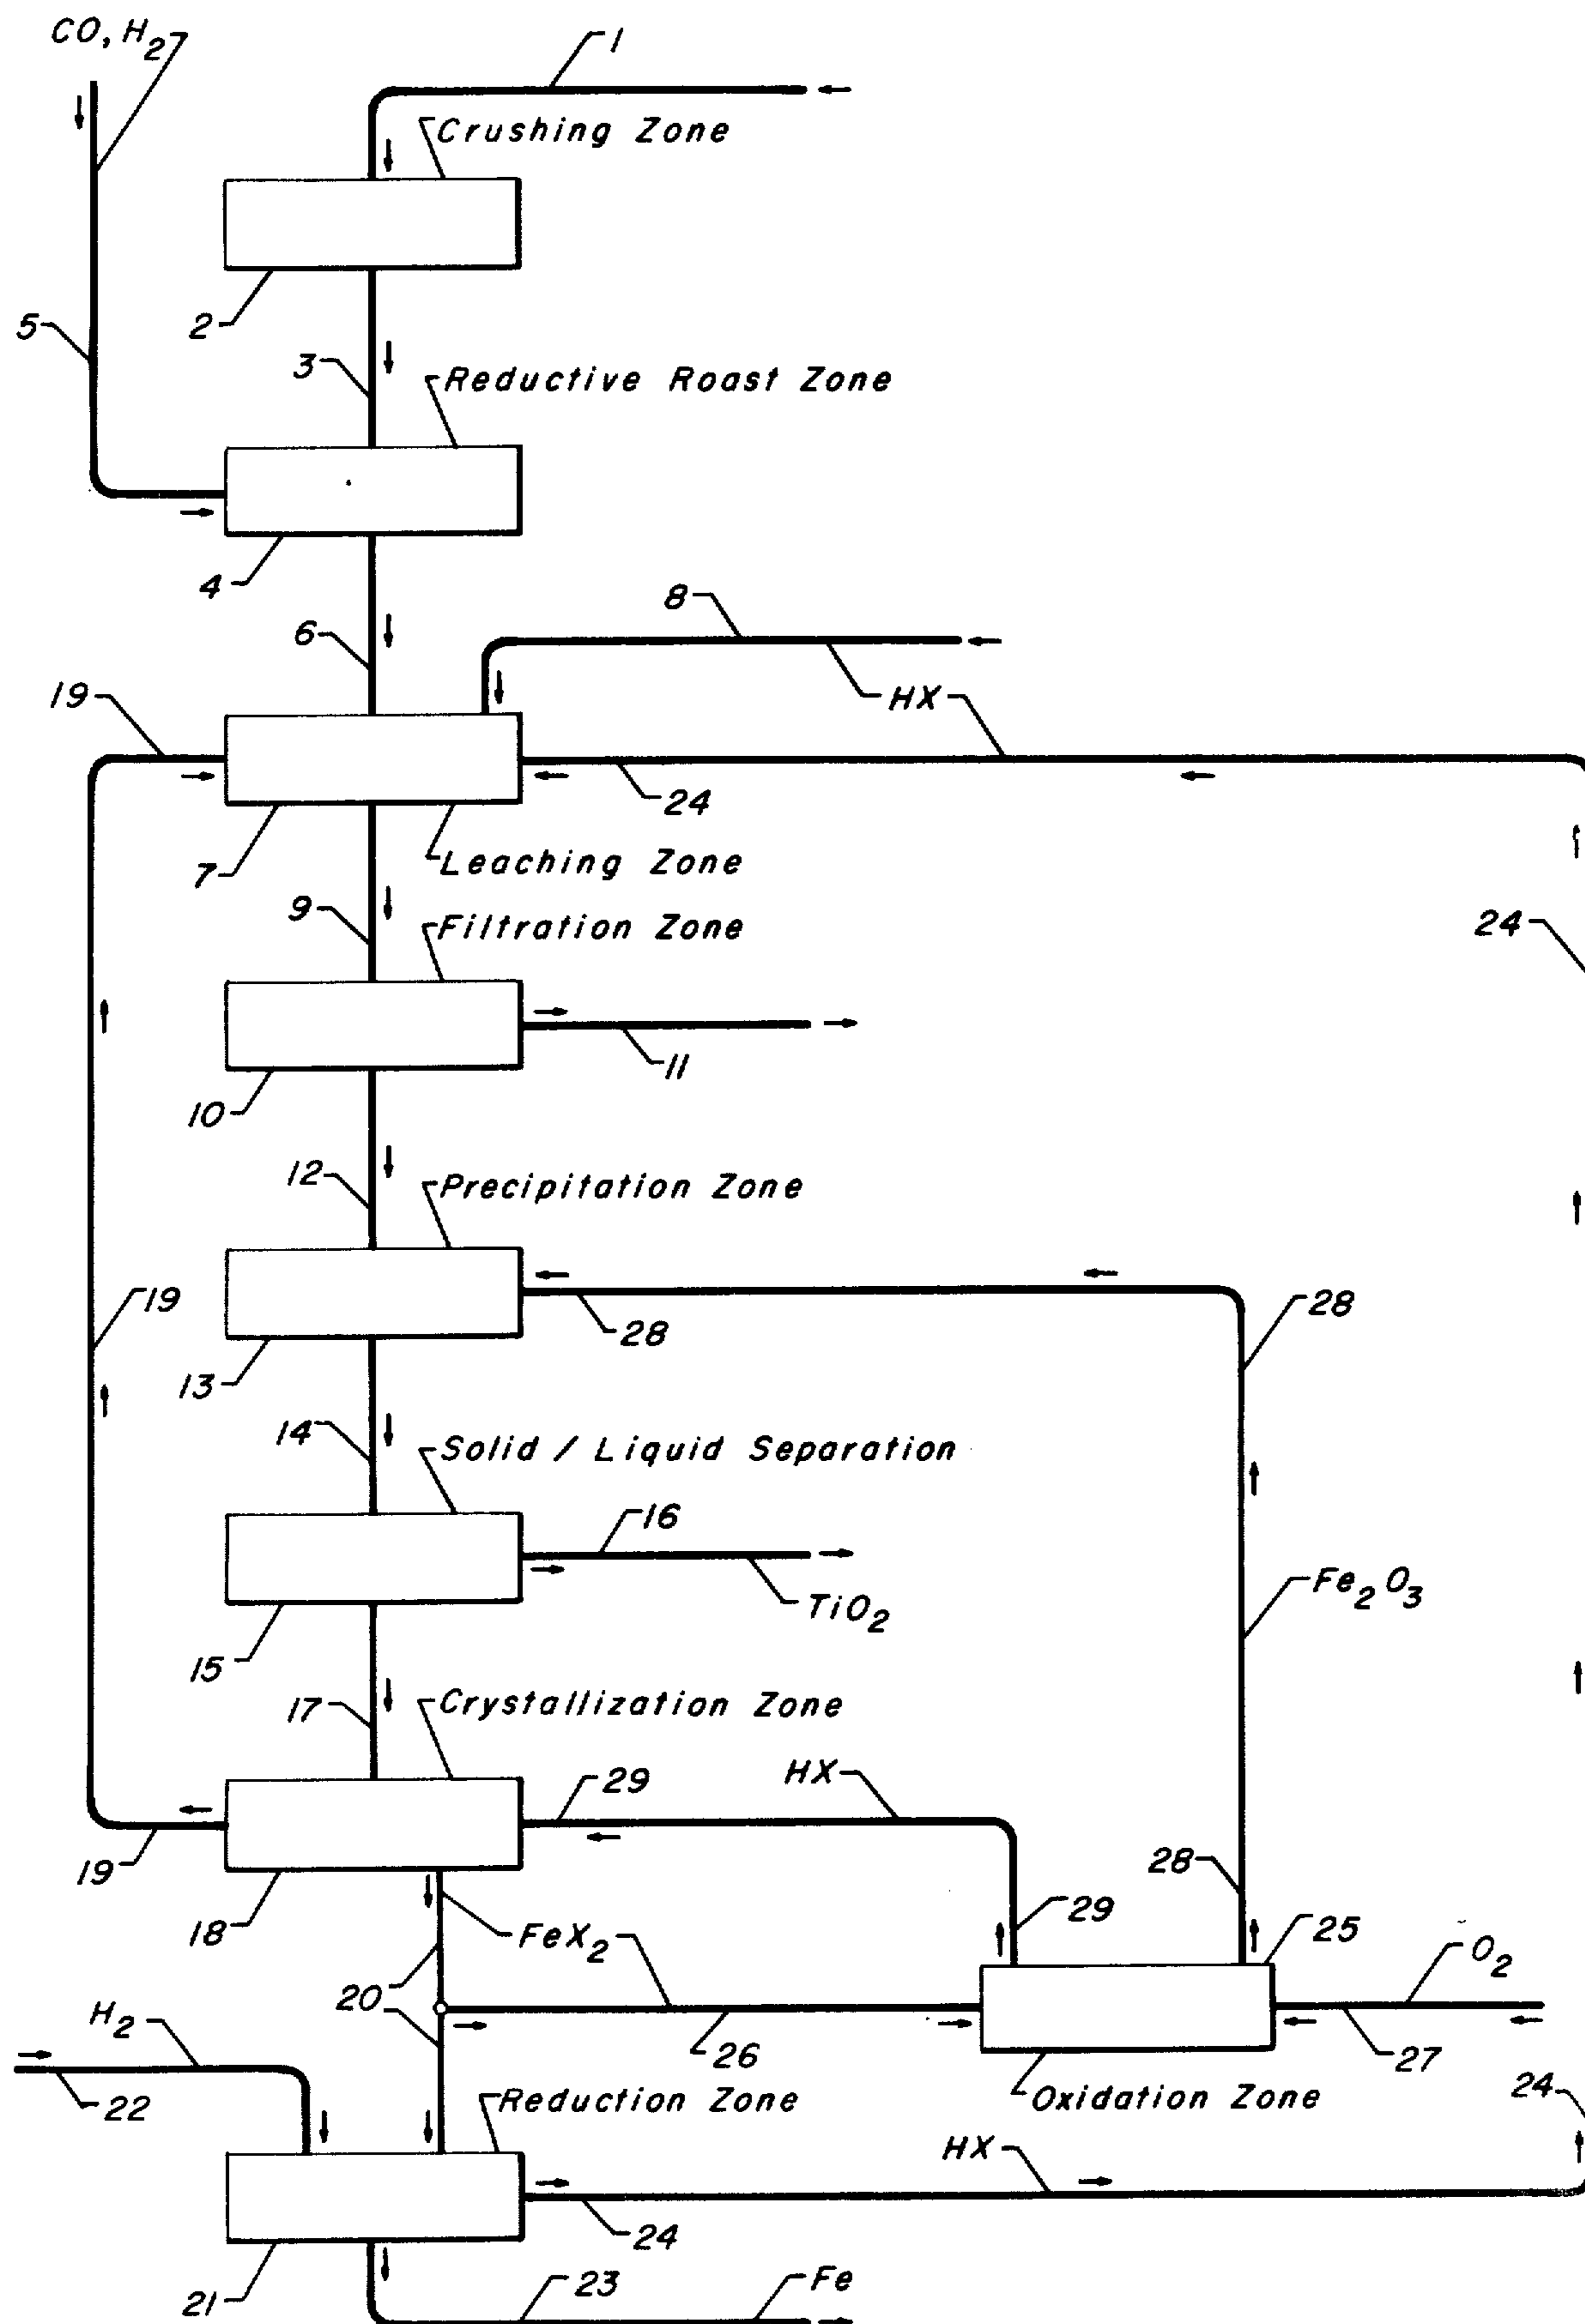 CO, H2
1
Crushing Zone
2
5
3
Reductive Roast Zone
4
8
6
19
HX
24
7
Leaching Zone
9
Filtration Zone
24
11
10
12
Precipitation Zone
19
28
28
13
14
Solid / Liquid Separation
16
Fe2O3
TiO2
15
17
Crystallization Zone
29
HX
28
19
18
FeX2
29
25
O2
20
H2
26
27
22
Reduction Zone
Oxidation Zone
24
HX
24
21
23
Fe